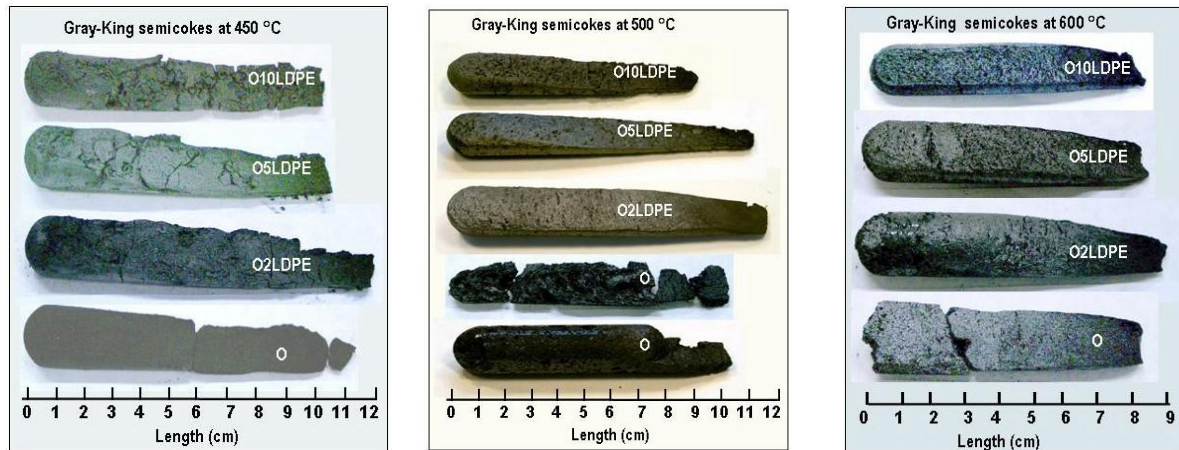 Gray-King semicokes at 450 °C
O10LDPE
O5LDPE
O2LDPE
O
0 1 2 3 4 5 6 7 8 9 10 11 12
Length (cm)
Gray-King semicokes at 500 °C
O10LDPE
O5LDPE
O2LDPE
O
O
0 1 2 3 4 5 6 7 8 9 10 11 12
Length (cm)
Gray-King semicokes at 600 °C
O10LDPE
O5LDPE
O2LDPE
O
0 1 2 3 4 5 6 7 8 9
Length (cm)